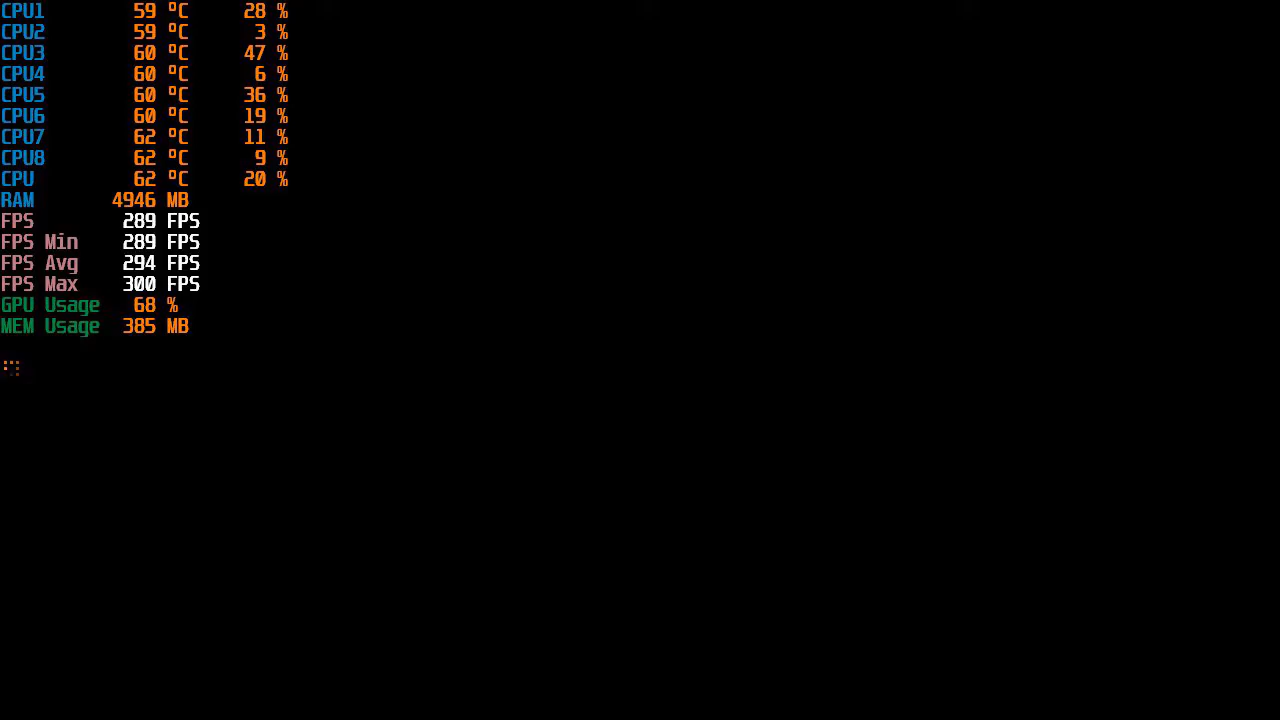 CPU1 59 °C 28 %
CPU2 59 °C 3 %
CPU3 60 °C 47 %
CPU4 60 °C 6 %
CPU5 60 °C 36 %
CPU6 60 °C 19 %
CPU7 62 °C 11 %
CPU8 62 °C 9 %
CPU 62 °C 20 %
RAM 4946 MB
FPS 289 FPS
FPS Min 289 FPS
FPS Avg 294 FPS
FPS Max 300 FPS
GPU Usage 68 %
MEM Usage 385 MB